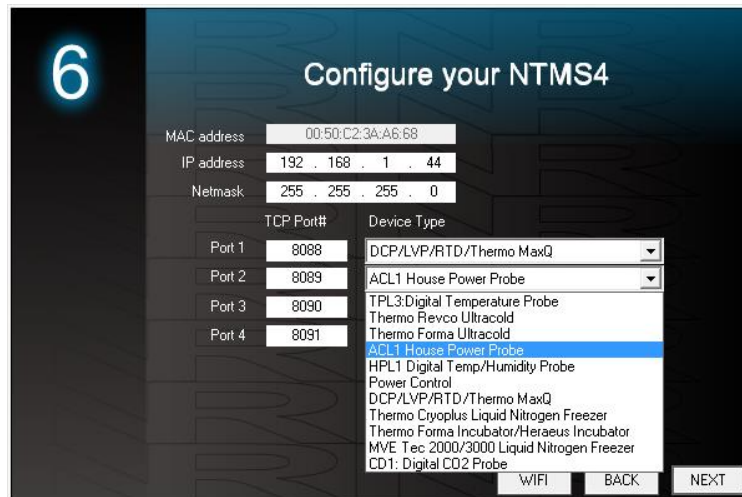 6
Configure your NTMS4
MAC address 00:50:C2:3A:A6:68
IP address 192 . 168 . 1 . 44
Netmask 255 . 255 . 255 . 0
TCP Port# Device Type
Port 1 8088 DCP/LVP/RTD/Thermo MaxQ
Port 2 8089 ACL1 House Power Probe
Port 3 8090
Port 4 8091
TPL3:Digital Temperature Probe
Thermo Revco Ultracold
Thermo Forma Ultracold
ACL1 House Power Probe
HPL1 Digital Temp/Humidity Probe
Power Control
DCP/LVP/RTD/Thermo MaxQ
Thermo Cryoplus Liquid Nitrogen Freezer
Thermo Forma Incubator/Heraeus Incubator
MVE Tec 2000/3000 Liquid Nitrogen Freezer
CD1: Digital CO2 Probe
WIFI BACK NEXT